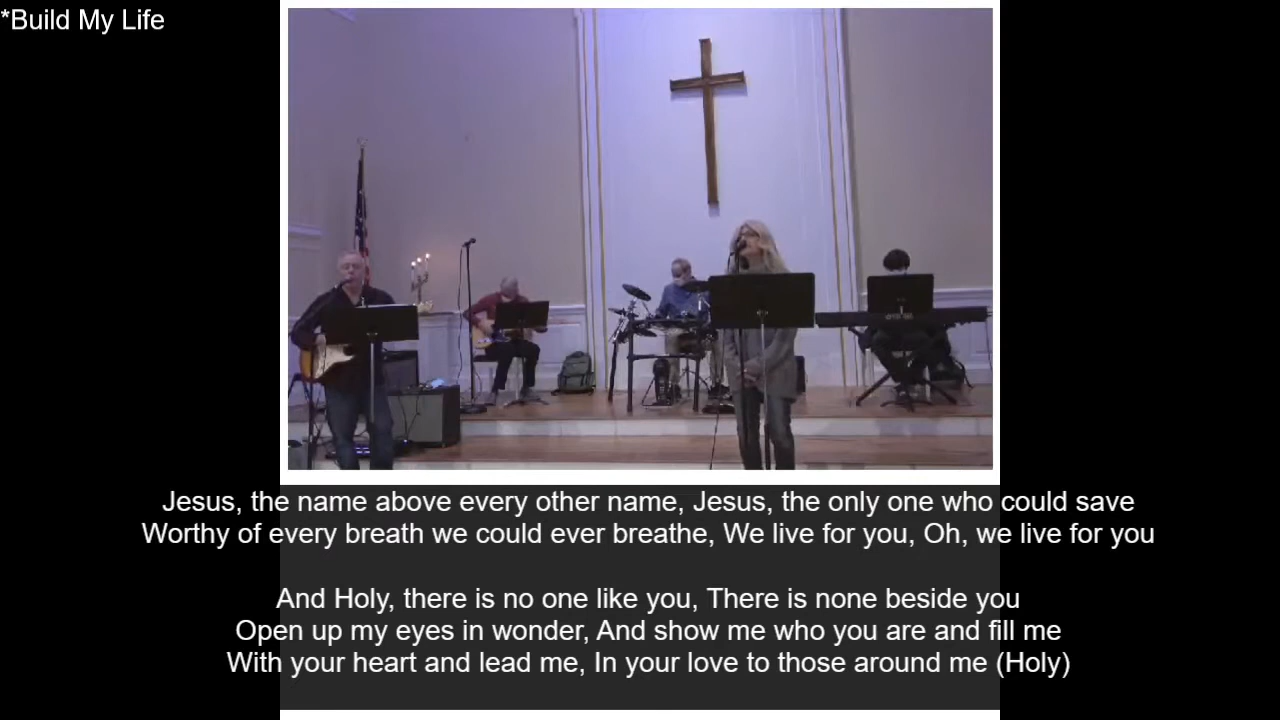 *Build My Life
Jesus, the name above every other name, Jesus, the only one who could save
Worthy of every breath we could ever breathe, We live for you, Oh, we live for you
And Holy, there is no one like you, There is none beside you
Open up my eyes in wonder, And show me who you are and fill me
With your heart and lead me, In your love to those around me (Holy)